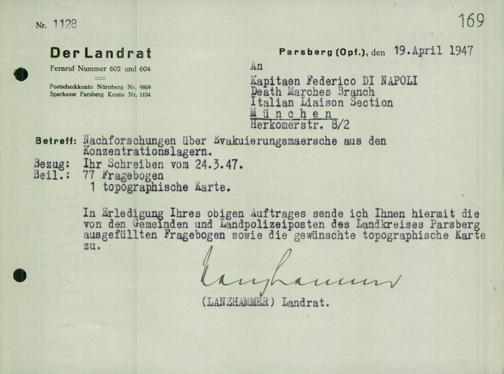 Nr. 1128
169
Der Landrat
Fernruf Nummer 602 und 604
Postscheckkonto Nürnberg Nr. 9869
Sparkasse Parsberg Konto Nr. 1104
Parsberg (Opf.), den 19.April 1947
An
Kapitaen Federico DI NAPOLI
Death Marches Branch
Italian Liaison Section
München
Herkomerstr. 8/2
Betreff: Nachforschungen über Evakuierungsmaersche aus den
Konzentrationslagern.
Bezug: Ihr Schreiben vom 24.3.47.
Beil.: 77 Fragebogen
1 topographische Karte.
In Erledigung Ihres obigen Auftrages sende ich Ihnen hiermit die
von den Gemeinden und Landpolizeiposten des Landkreises Parsberg
ausgefüllten Fragebogen sowie die gewünschte topographische Karte
zu.
Lanzhammer
(LANZHAMMER) Landrat.